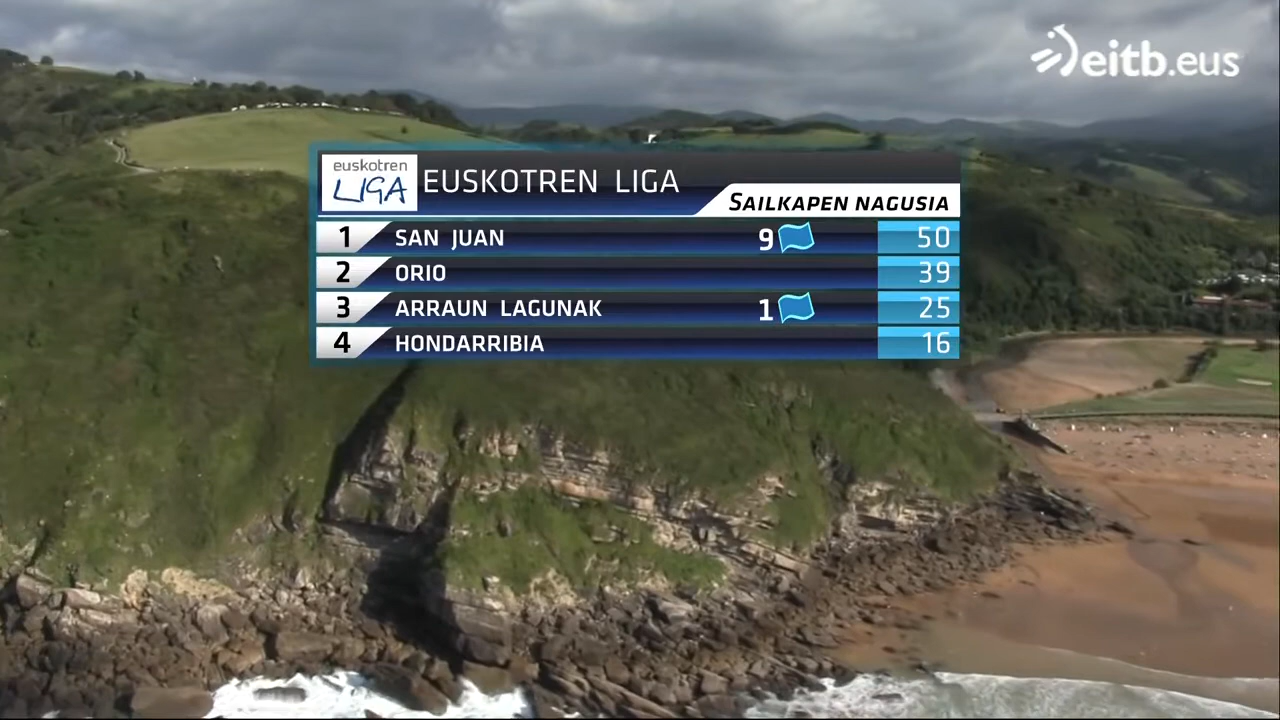 eitb.eus
euskotren
LIGA
EUSKOTREN LIGA
SAILKAPEN NAGUSIA
1 SAN JUAN 9 50
2 ORIO 39
3 ARRAUN LAGUNAK 1 25
4 HONDARRIBIA 16